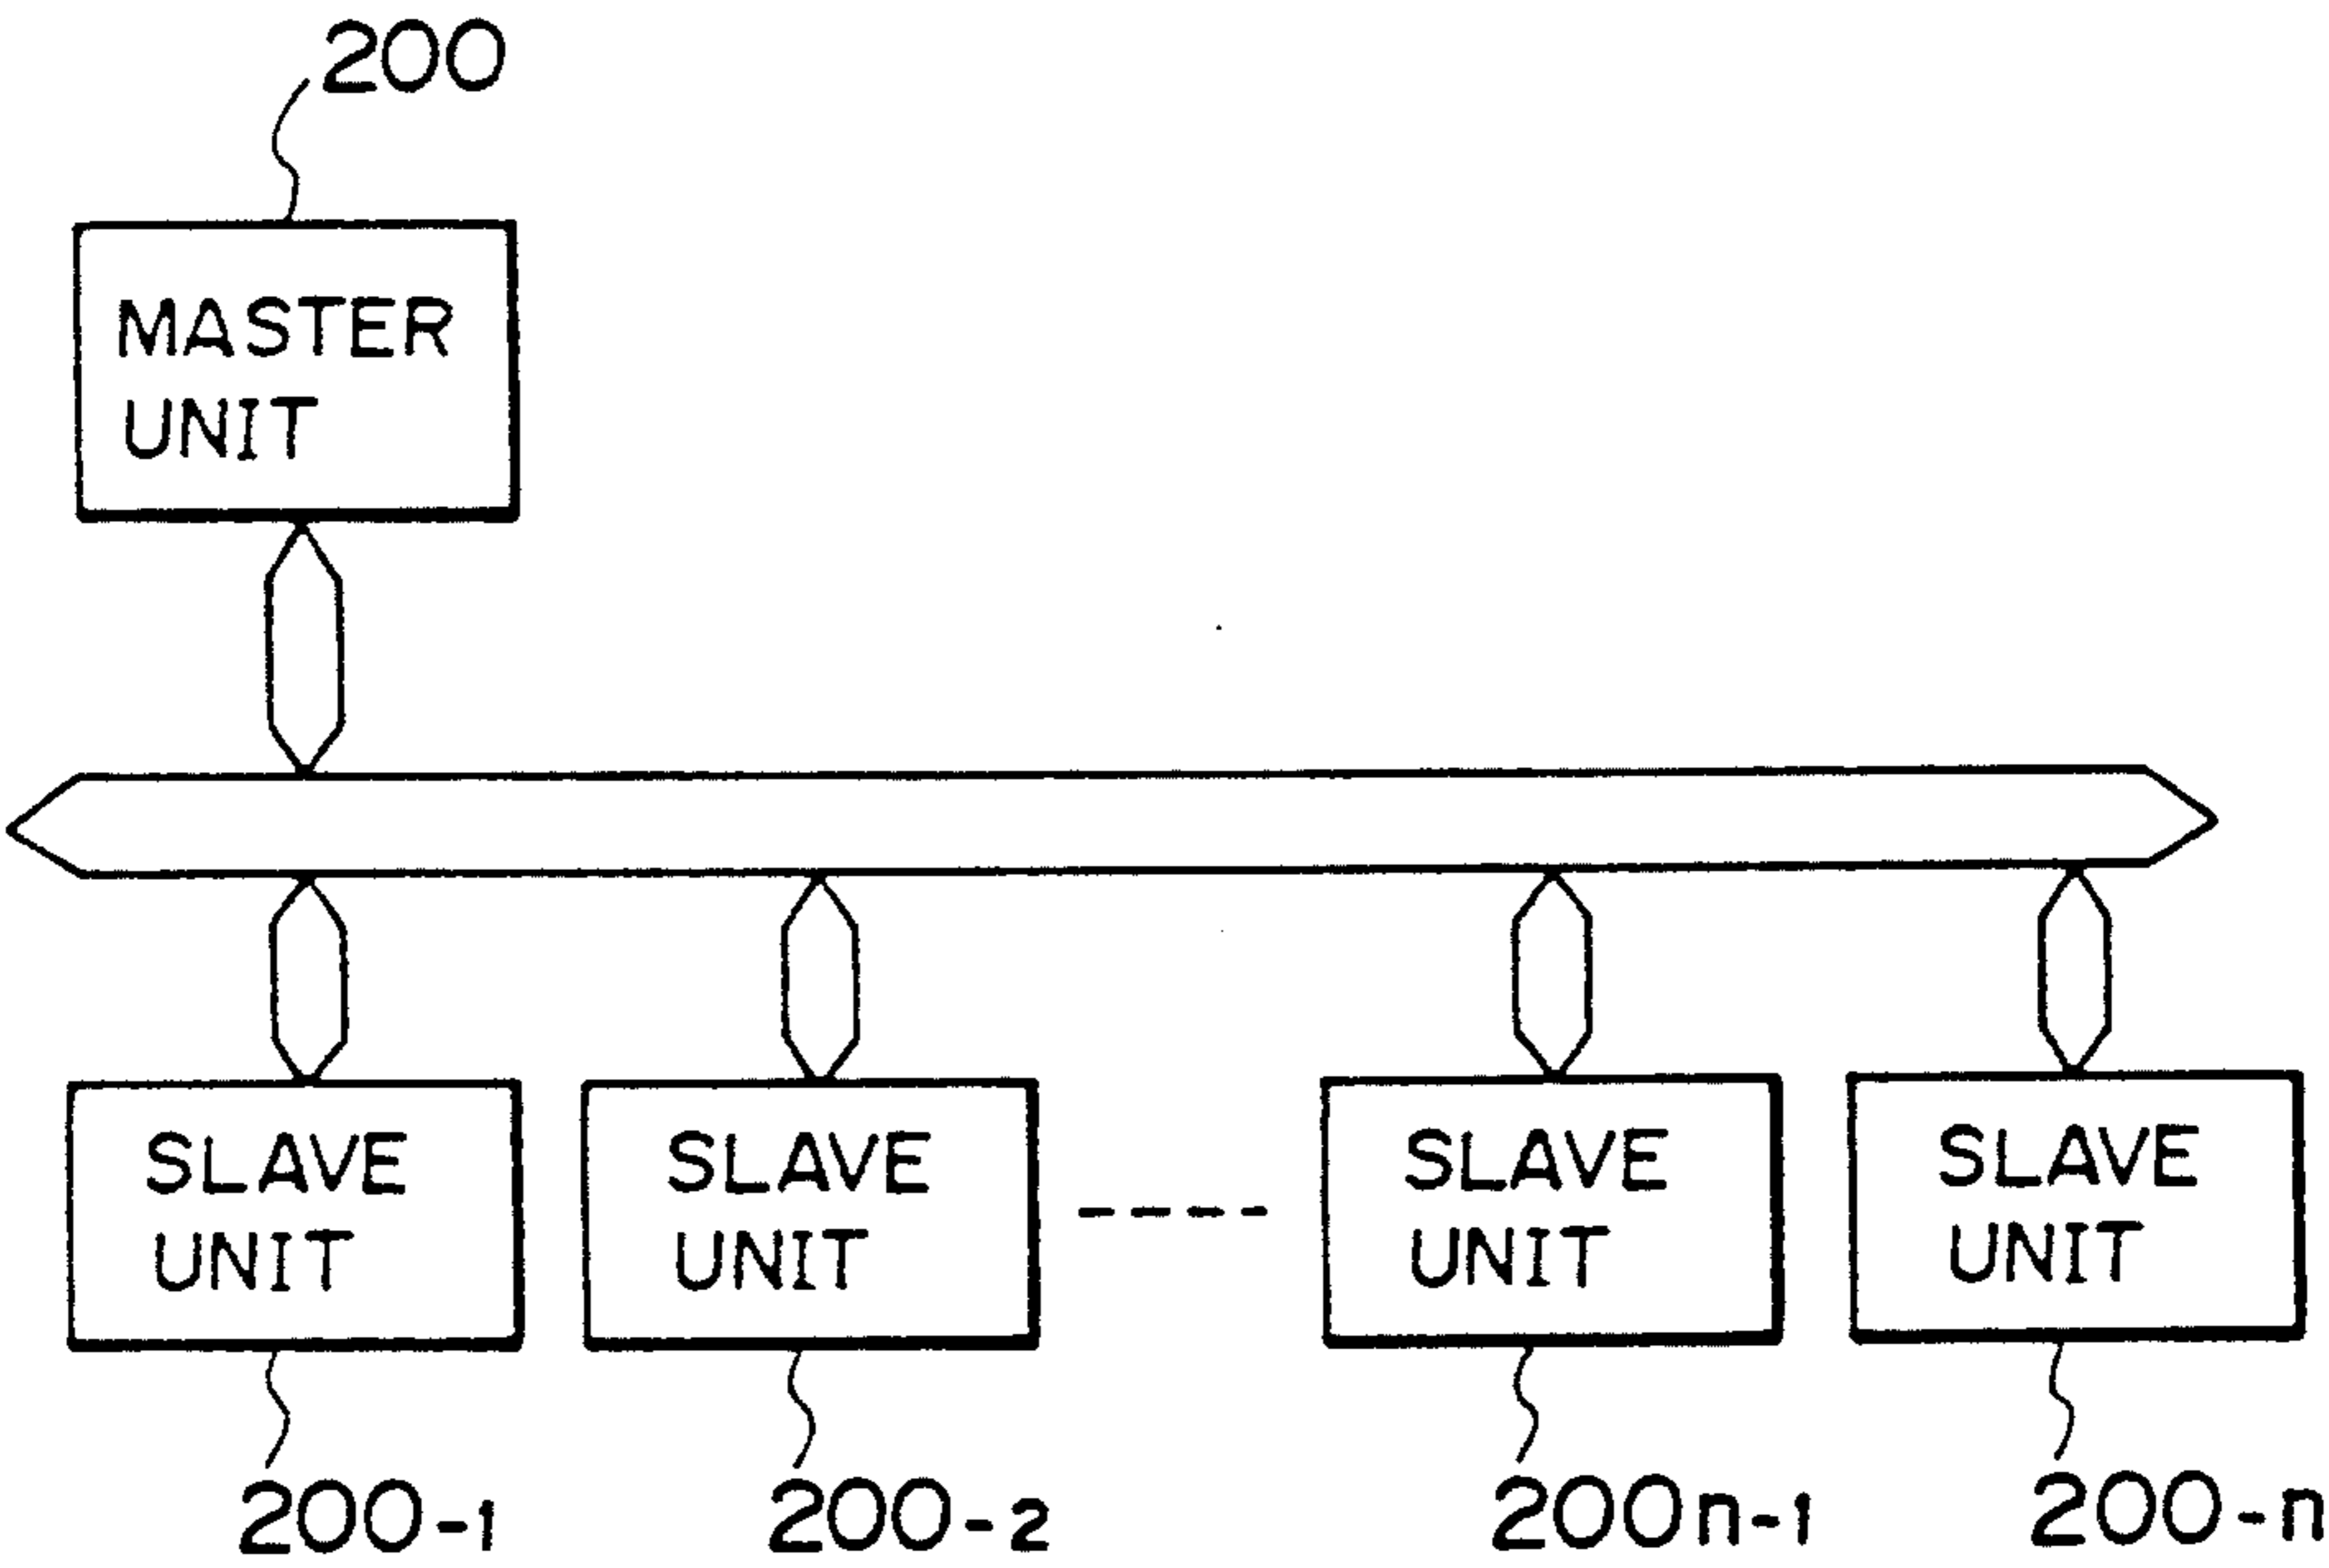 200
MASTER
UNIT
SLAVE
UNIT
SLAVE
UNIT
SLAVE
UNIT
SLAVE
UNIT
200-1
200-2
200n-1
200-n